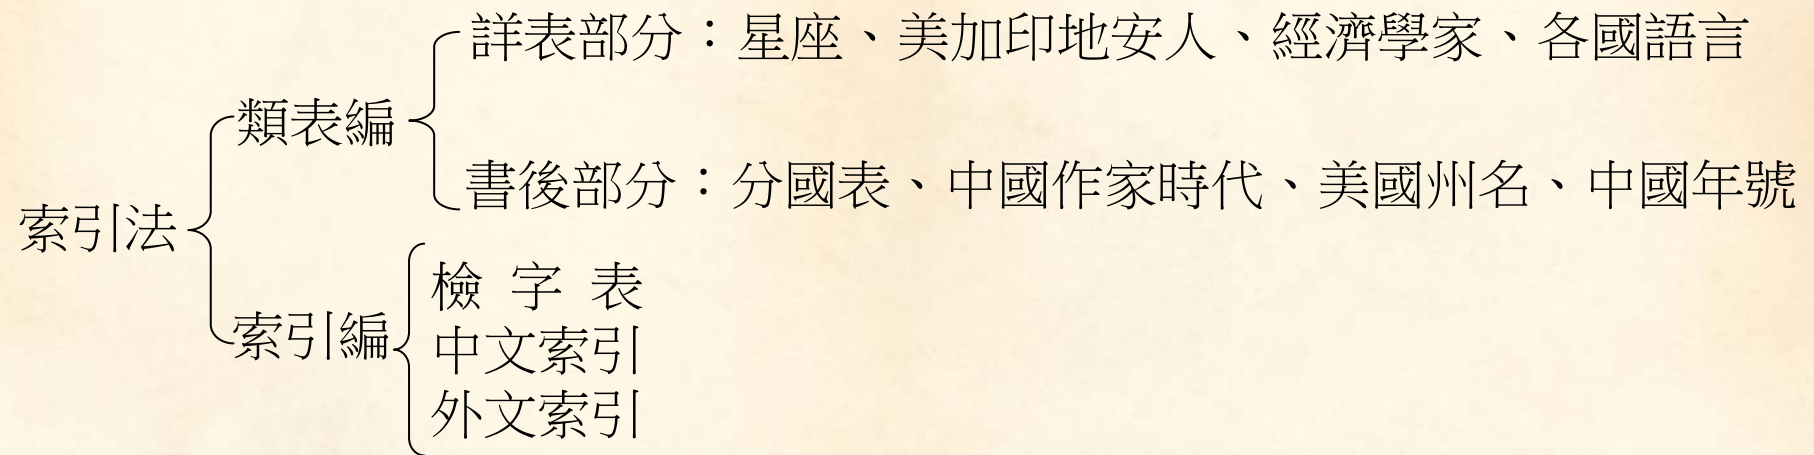 詳表部分：星座、美加印地安人、經濟學家、各國語言
類表編
書後部分：分國表、中國作家時代、美國州名、中國年號
索引法
檢 字 表
索引編
中文索引
外文索引